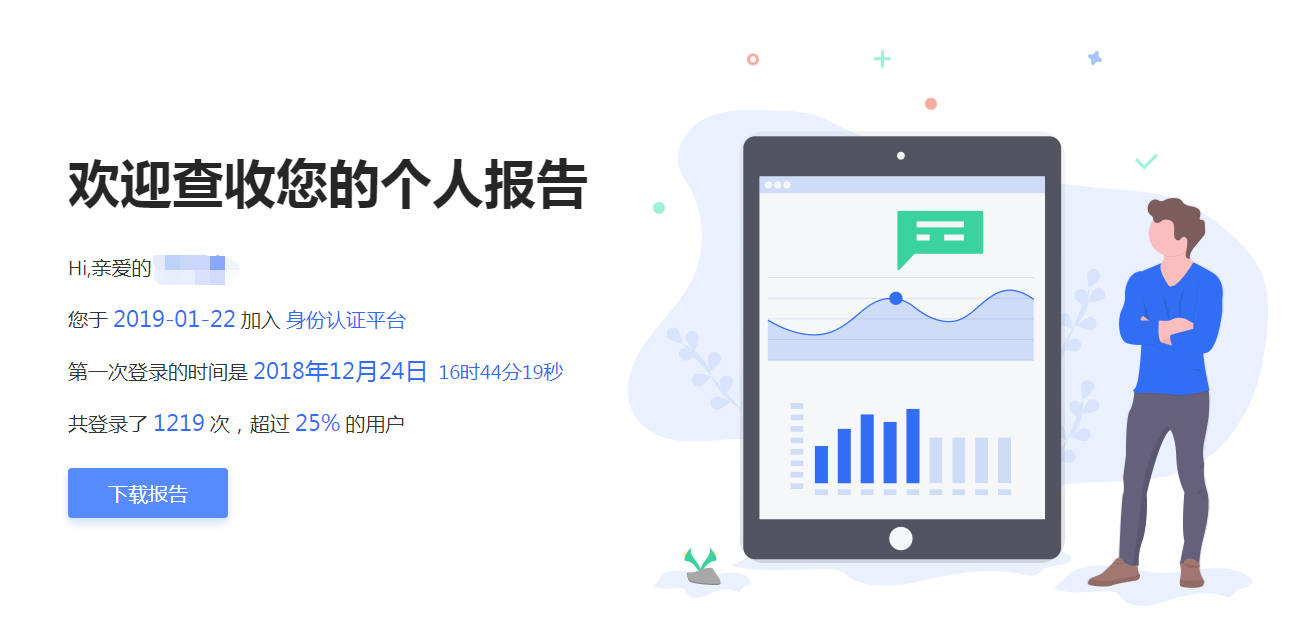 欢迎查收您的个人报告
Hi,亲爱的
您于 2019-01-22 加入 身份认证平台
第一次登录的时间是 2018年12月24日 16时44分19秒
共登录了 1219 次，超过 25% 的用户
下载报告